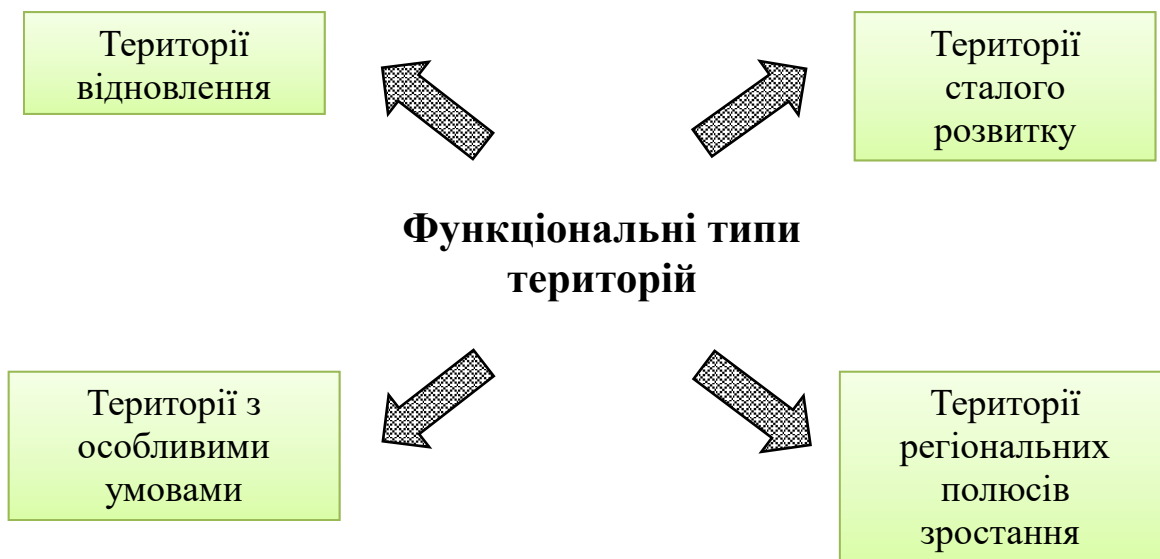 Території
відновлення
Території
сталого
розвитку
Функціональні типи
територій
Території з
особливими
умовами
Території
регіональних
полюсів
зростання